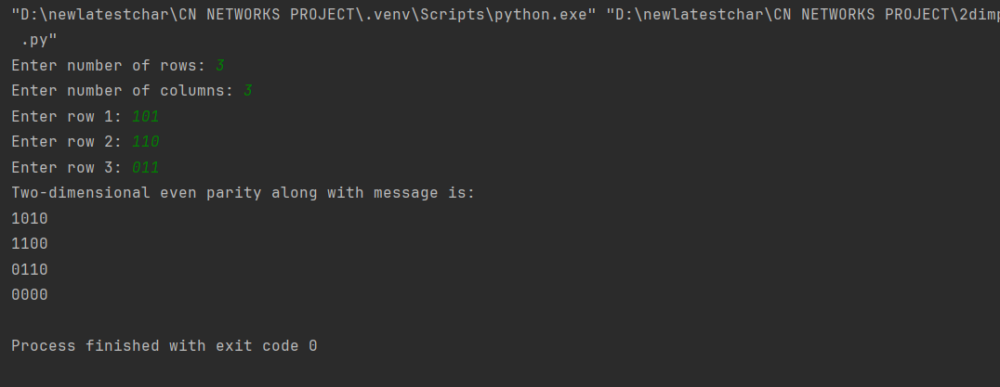 "D:\newlatestchar\CN NETWORKS PROJECT\.venv\Scripts\python.exe" "D:\newlatestchar\CN NETWORKS PROJECT\2dimp
.py"
Enter number of rows: 3
Enter number of columns: 3
Enter row 1: 101
Enter row 2: 110
Enter row 3: 011
Two-dimensional even parity along with message is:
1010
1100
0110
0000
Process finished with exit code 0